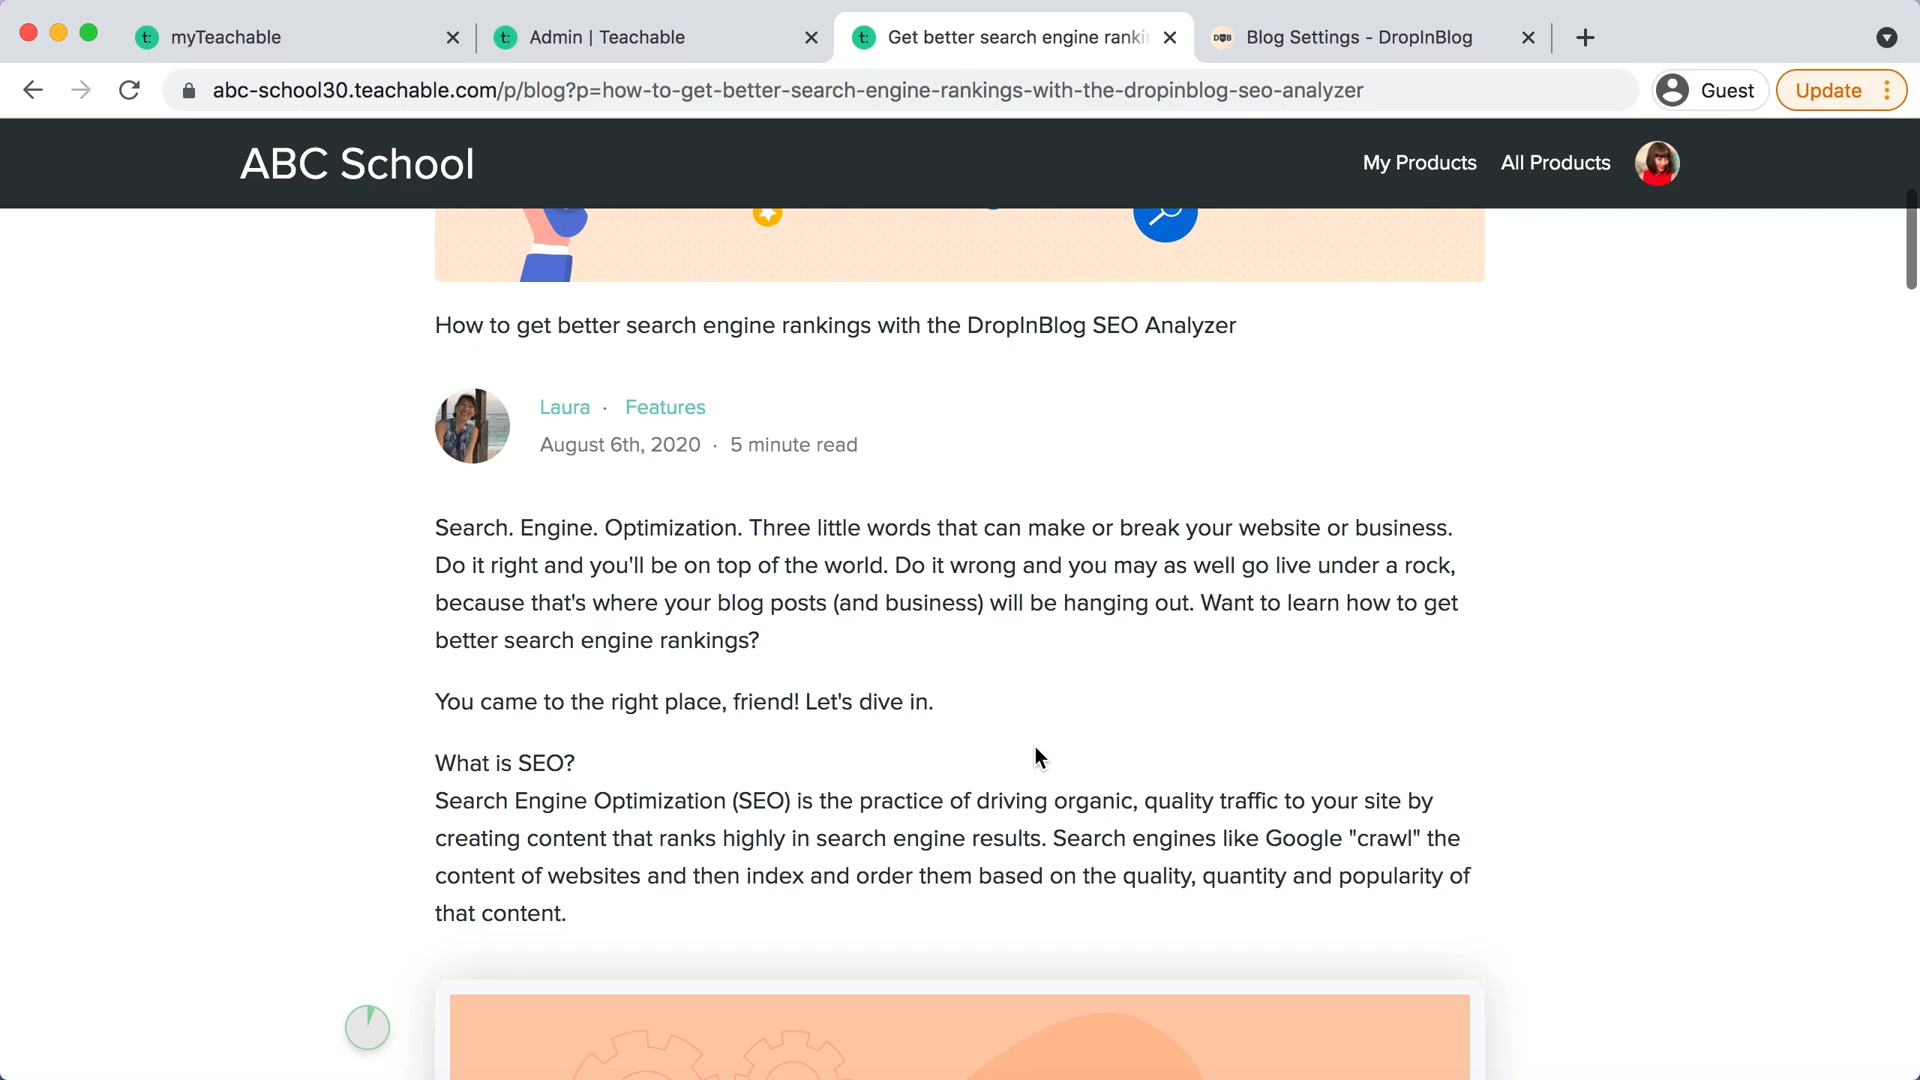 t: myTeachable
t: Admin | Teachable
t: Get better search engine ranki
DOB Blog Settings - DropInBlog
abc-school30.teachable.com/p/blog?p=how-to-get-better-search-engine-rankings-with-the-dropinblog-seo-analyzer
Guest
Update
ABC School
My Products
All Products
How to get better search engine rankings with the DropInBlog SEO Analyzer
Laura · Features
August 6th, 2020 · 5 minute read
Search. Engine. Optimization. Three little words that can make or break your website or business.
Do it right and you'll be on top of the world. Do it wrong and you may as well go live under a rock,
because that's where your blog posts (and business) will be hanging out. Want to learn how to get
better search engine rankings?
You came to the right place, friend! Let's dive in.
What is SEO?
Search Engine Optimization (SEO) is the practice of driving organic, quality traffic to your site by
creating content that ranks highly in search engine results. Search engines like Google "crawl" the
content of websites and then index and order them based on the quality, quantity and popularity of
that content.